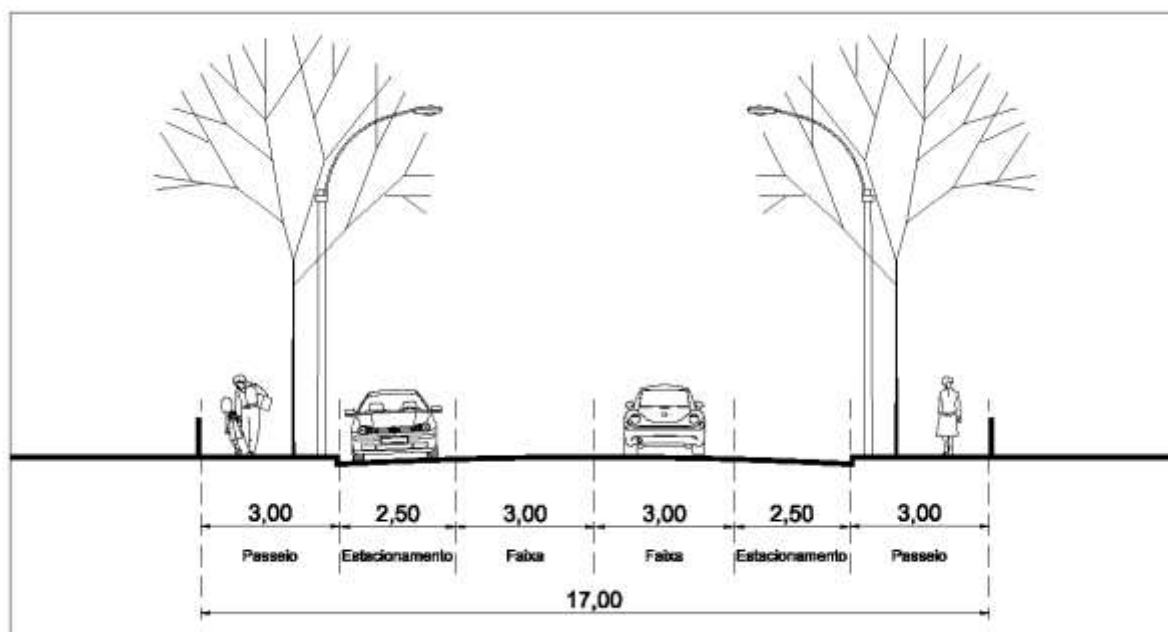 3,00 2,50 3,00 3,00 2,50 3,00
Passeio Estacionamento Faixa Faixa Estacionamento Passeio
17,00